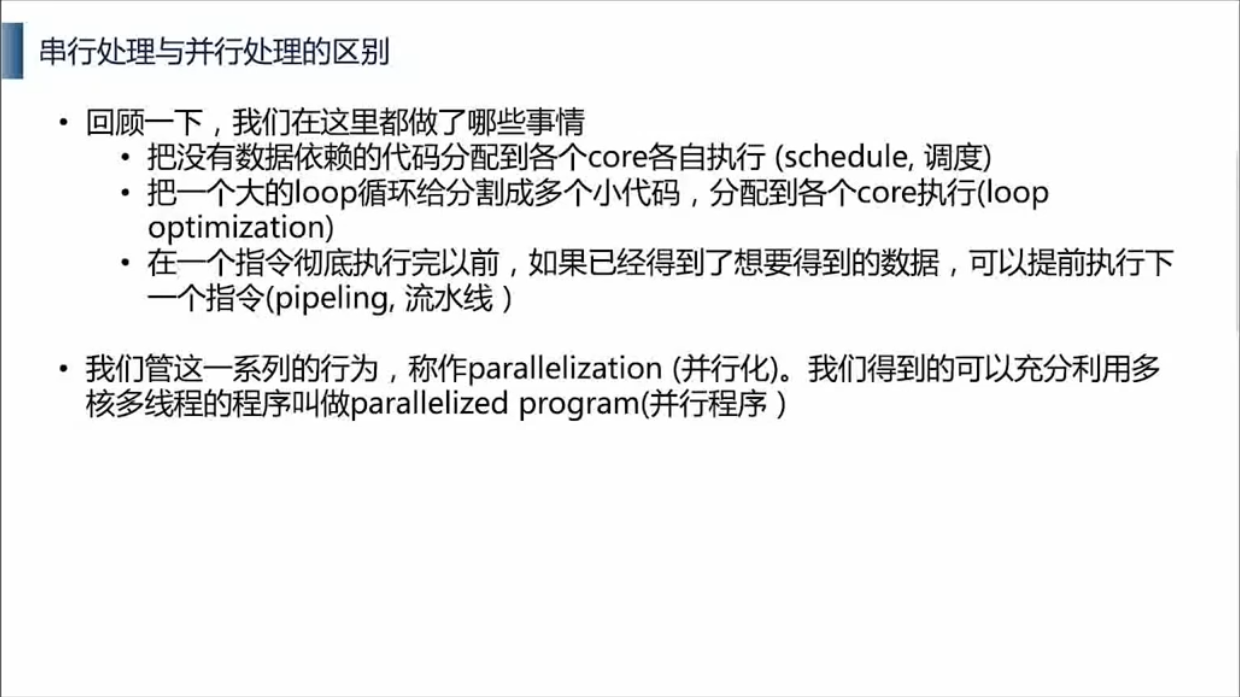 串行处理与并行处理的区别
• 回顾一下，我们在这里都做了哪些事情
• 把没有数据依赖的代码分配到各个core各自执行 (schedule, 调度)
• 把一个大的loop循环给分割成多个小代码，分配到各个core执行(loop
optimization)
• 在一个指令彻底执行完以前，如果已经得到了想要得到的数据，可以提前执行下
一个指令(pipeling, 流水线）
• 我们管这一系列的行为，称作parallelization (并行化)。我们得到的可以充分利用多
核多线程的程序叫做parallelized program(并行程序）